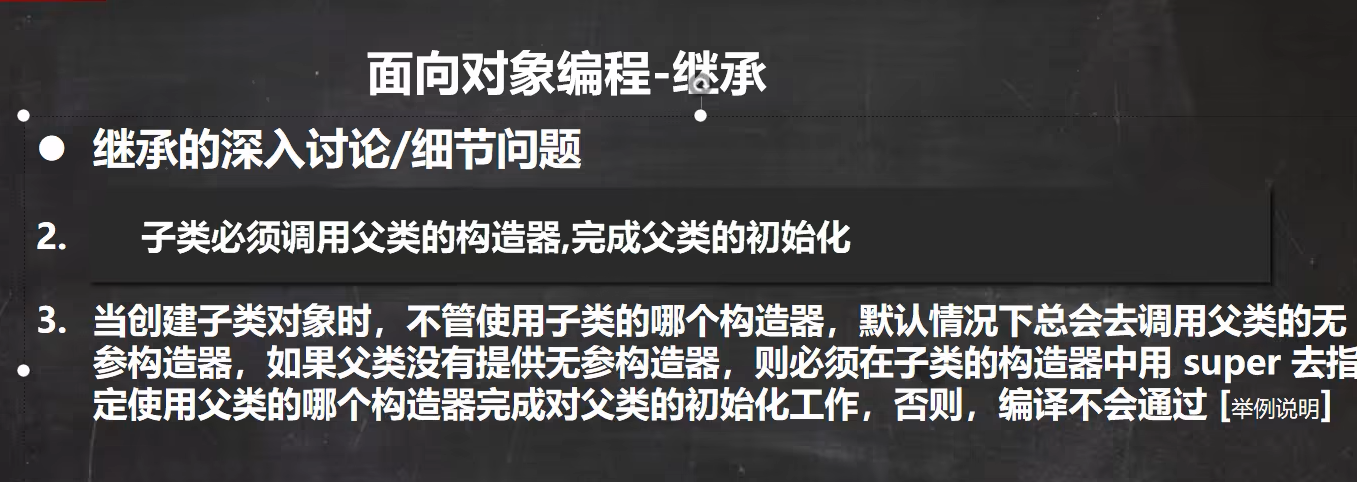 面向对象编程-继承
● 继承的深入讨论/细节问题
2. 子类必须调用父类的构造器,完成父类的初始化
3. 当创建子类对象时，不管使用子类的哪个构造器，默认情况下总会去调用父类的无
参构造器，如果父类没有提供无参构造器，则必须在子类的构造器中用 super 去指
定使用父类的哪个构造器完成对父类的初始化工作，否则，编译不会通过 [举例说明]